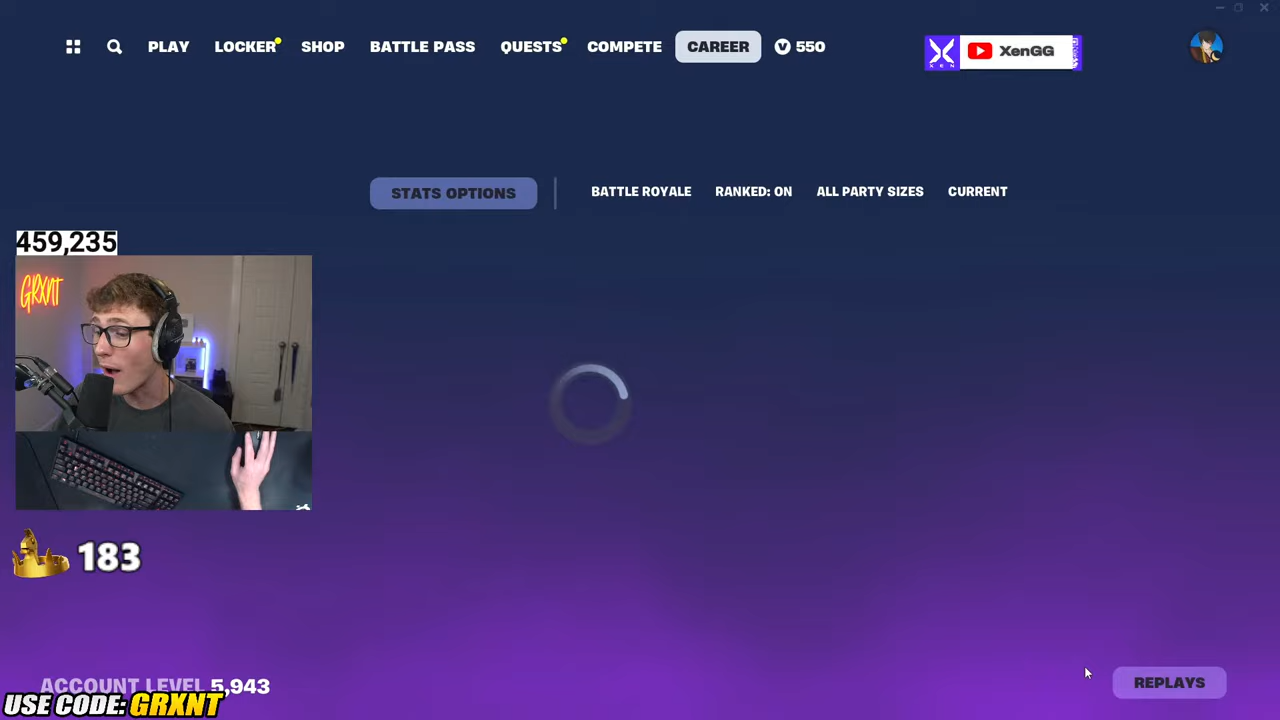 PLAY LOCKER SHOP BATTLE PASS QUESTS COMPETE CAREER V 550
XEN XenGG
STATS OPTIONS BATTLE ROYALE RANKED: ON ALL PARTY SIZES CURRENT
459,235
GRXNT
183
ACCOUNT LEVEL 5,943
REPLAYS
USE CODE: GRXNT